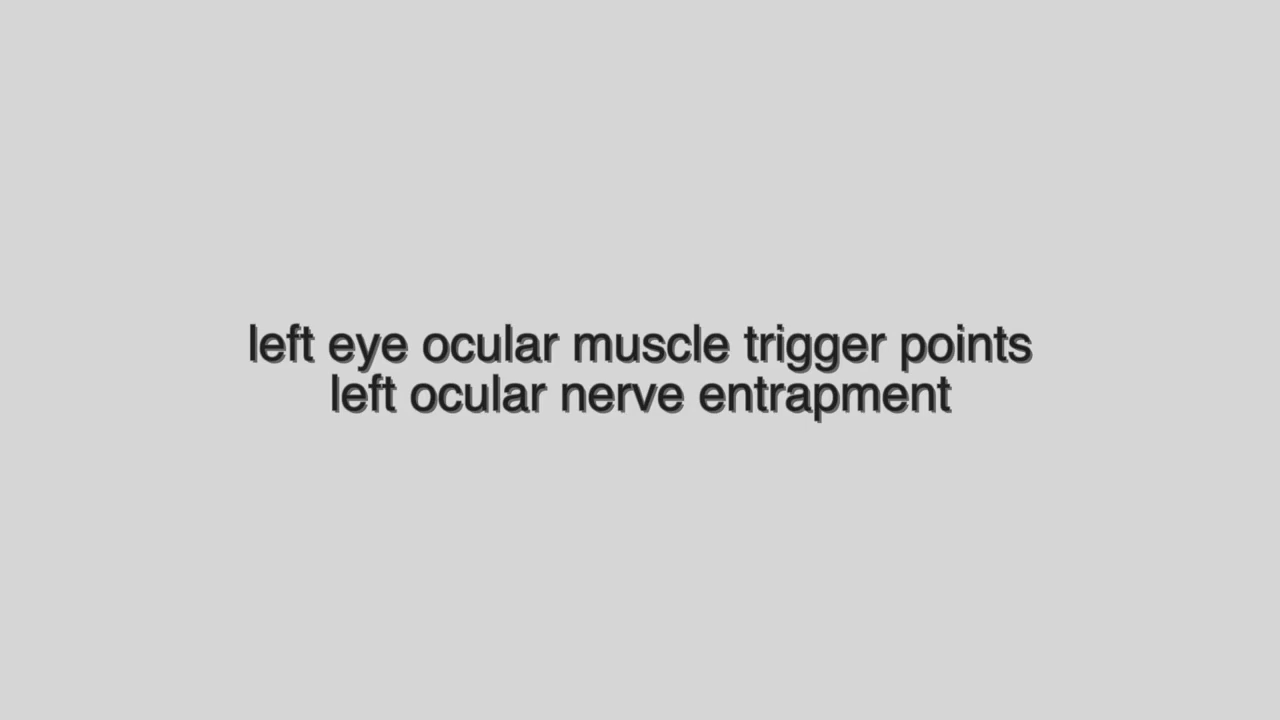 left eye ocular muscle trigger points
left ocular nerve entrapment